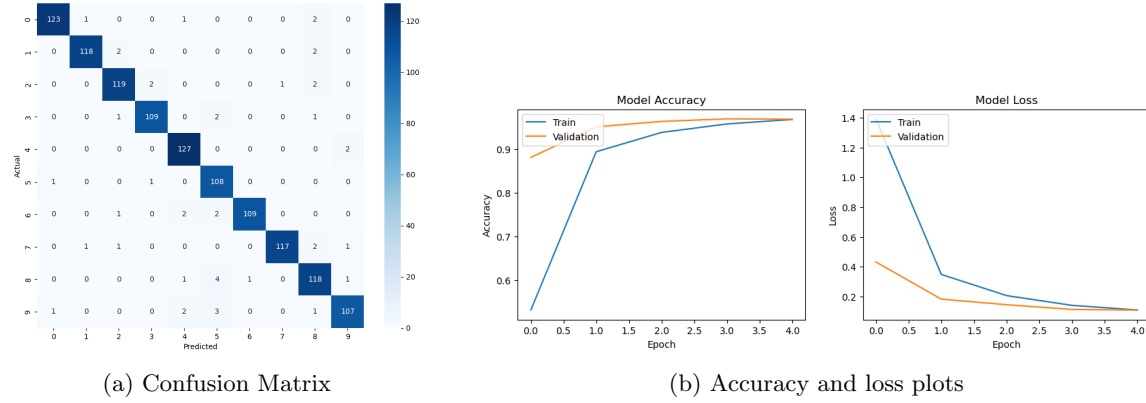 0 123 1 0 0 1 0 0 0 2 0
1 0 118 2 0 0 0 0 0 2 0
2 0 0 119 2 0 0 0 1 2 0
3 0 0 1 109 0 2 0 0 1 0
4 0 0 0 0 127 0 0 0 0 2
5 1 0 0 1 0 108 0 0 0 0
6 0 0 1 0 2 2 109 0 0 0
7 0 1 1 0 0 0 0 117 2 1
8 0 0 0 0 1 4 1 0 118 1
9 1 0 0 0 2 3 0 0 1 107
0 1 2 3 4 5 6 7 8 9
Actual
Predicted
120
100
80
60
40
20
0
(a) Confusion Matrix
Model Accuracy
Train
Validation
0.9
0.8
0.7
0.6
Accuracy
0.0 0.5 1.0 1.5 2.0 2.5 3.0 3.5 4.0
Epoch
Model Loss
Train
Validation
1.4
1.2
1.0
0.8
0.6
0.4
0.2
Loss
0.0 0.5 1.0 1.5 2.0 2.5 3.0 3.5 4.0
Epoch
(b) Accuracy and loss plots